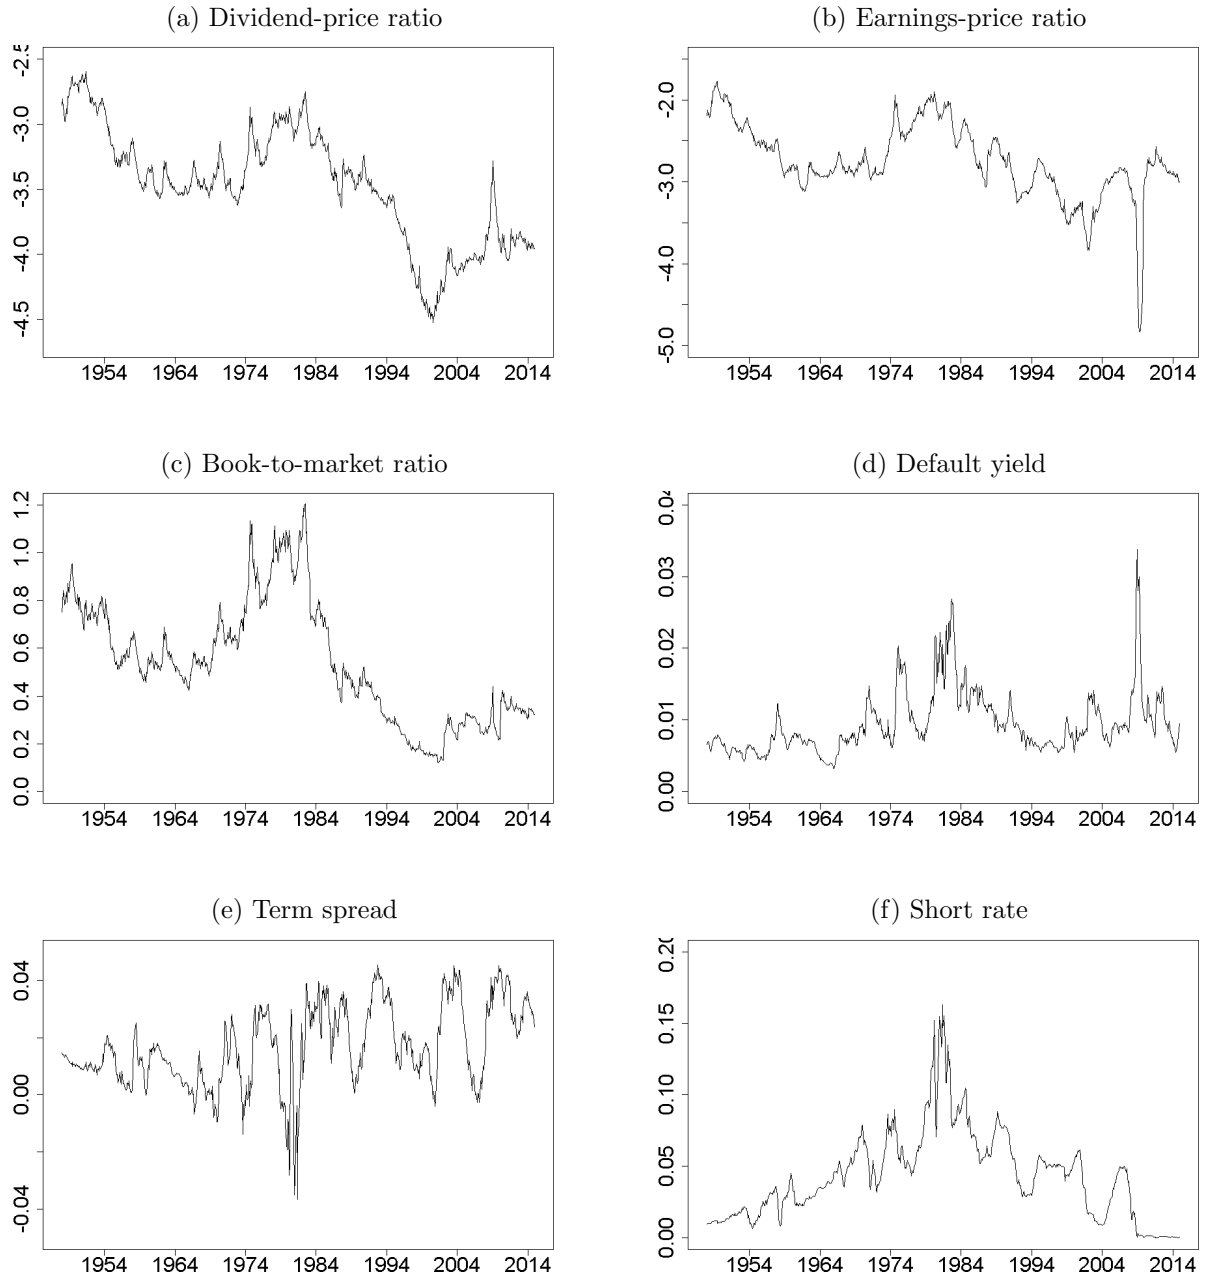 (a) Dividend-price ratio
-2.5
-3.0
-3.5
-4.0
-4.5
1954 1964 1974 1984 1994 2004 2014
(b) Earnings-price ratio
-2.0
-3.0
-4.0
-5.0
1954 1964 1974 1984 1994 2004 2014
(c) Book-to-market ratio
1.2
1.0
0.8
0.6
0.4
0.2
0.0
1954 1964 1974 1984 1994 2004 2014
(d) Default yield
0.04
0.03
0.02
0.01
0.00
1954 1964 1974 1984 1994 2004 2014
(e) Term spread
0.04
0.00
-0.04
1954 1964 1974 1984 1994 2004 2014
(f) Short rate
0.20
0.15
0.10
0.05
0.00
1954 1964 1974 1984 1994 2004 2014